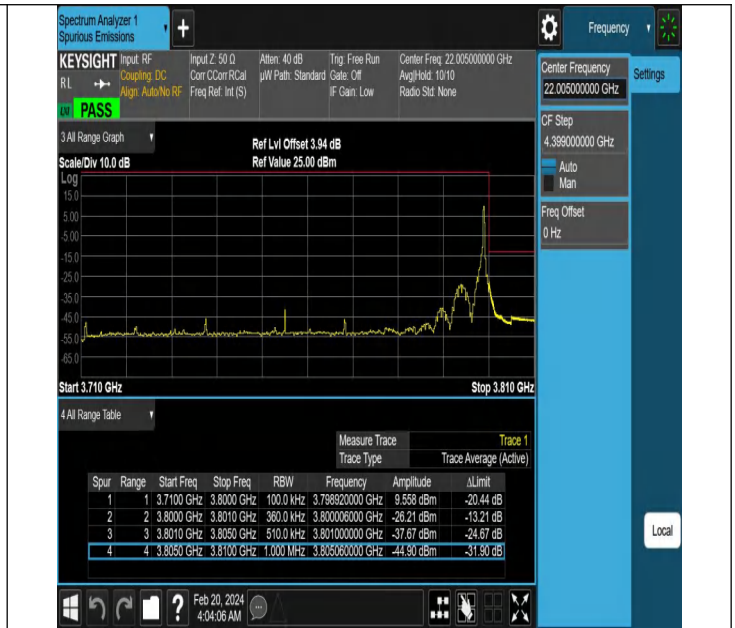 Spectrum Analyzer 1
Spurious Emissions
+
Frequency
KEYSIGHT
RL
PASS
Input: RF
Coupling: DC
Align: Auto/No RF
Input Z: 50 Ω
Corr CCorr RCal
Freq Ref: Int (S)
Atten: 40 dB
µW Path: Standard
Trig: Free Run
Gate: Off
IF Gain: Low
Center Freq: 22.005000000 GHz
Avg|Hold: 10/10
Radio Std: None
Center Frequency
22.005000000 GHz
Settings
CF Step
4.399000000 GHz
Auto
Man
Freq Offset
0 Hz
3 All Range Graph
Scale/Div 10.0 dB
Ref Lvl Offset 3.94 dB
Ref Value 25.00 dBm
Log
15.0
5.00
-5.00
-15.0
-25.0
-35.0
-45.0
-55.0
-65.0
Start 3.710 GHz
Stop 3.810 GHz
4 All Range Table
Measure Trace Trace 1
Trace Type Trace Average (Active)
Spur Range Start Freq Stop Freq RBW Frequency Amplitude ΔLimit
1 1 3.7100 GHz 3.8000 GHz 100.0 kHz 3.798920000 GHz 9.558 dBm -20.44 dB
2 2 3.8000 GHz 3.8010 GHz 360.0 kHz 3.800006000 GHz -26.21 dBm -13.21 dB
3 3 3.8010 GHz 3.8050 GHz 510.0 kHz 3.801000000 GHz -37.67 dBm -24.67 dB
4 4 3.8050 GHz 3.8100 GHz 1.000 MHz 3.805060000 GHz -44.90 dBm -31.90 dB
Local
?
Feb 20, 2024
4:04:06 AM